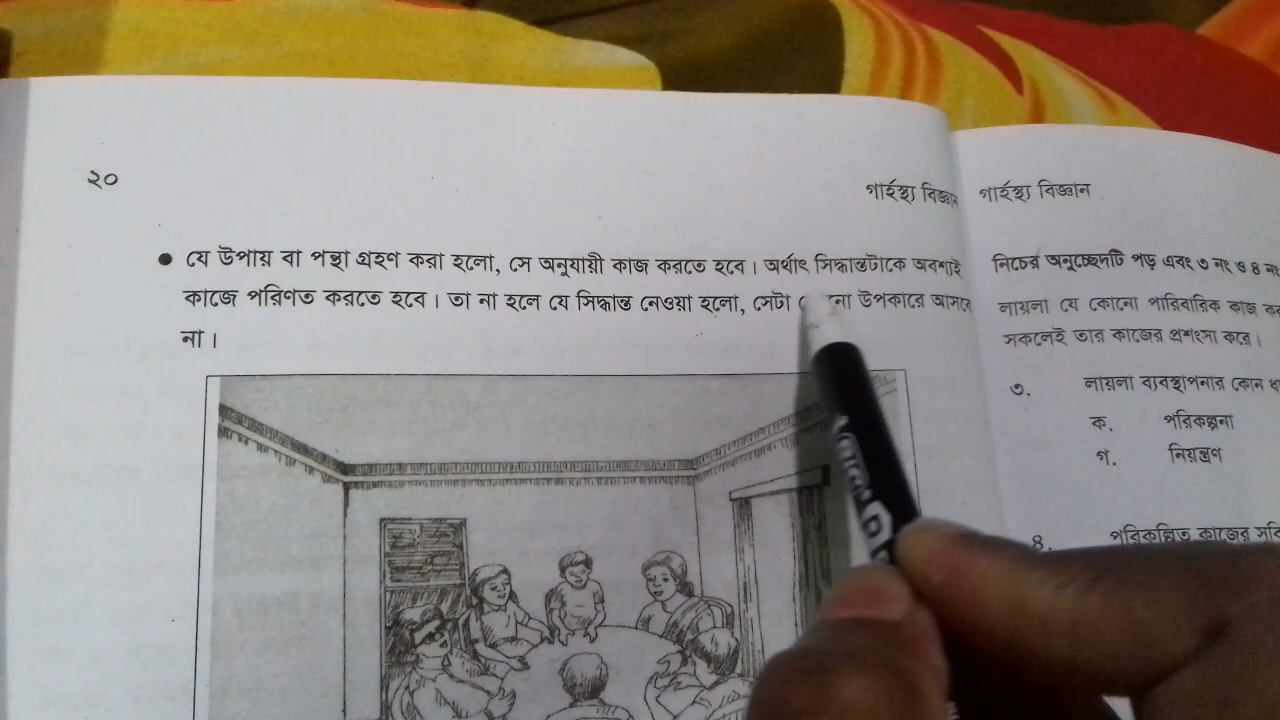 ২০
গার্হস্থ্য বিজ্ঞান
● যে উপায় বা পন্থা গ্রহণ করা হলো, সে অনুযায়ী কাজ করতে হবে। অর্থাৎ সিদ্ধান্তটাকে অবশ্যই
কাজে পরিণত করতে হবে। তা না হলে যে সিদ্ধান্ত নেওয়া হলো, সেটা উপকারে আসবে
না।
গার্হস্থ্য বিজ্ঞান
নিচের অনুচ্ছেদটি পড় এবং ৩ নং ও ৪ নং
লায়লা যে কোনো পারিবারিক কাজ
সকলেই তার কাজের প্রশংসা করে।
৩. লায়লা ব্যবস্থাপনার কোন
ক. পরিকল্পনা
গ. নিয়ন্ত্রণ
৪. পরিকল্পিত কাজের